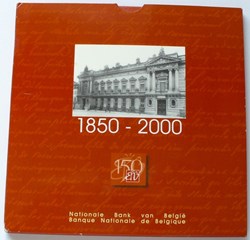 1850 - 2000
150
Nationale Bank van België
Banque Nationale de Belgique